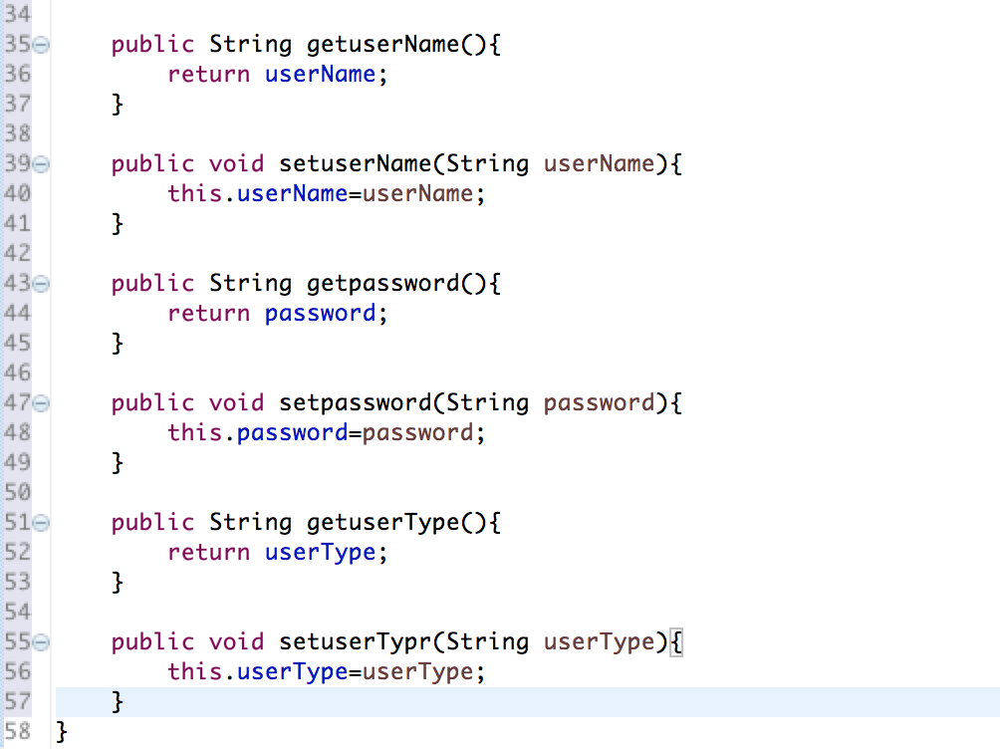 34
35 public String getuserName(){
36 return userName;
37 }
38
39 public void setuserName(String userName){
40 this.userName=userName;
41 }
42
43 public String getpassword(){
44 return password;
45 }
46
47 public void setpassword(String password){
48 this.password=password;
49 }
50
51 public String getuserType(){
52 return userType;
53 }
54
55 public void setuserTypr(String userType){
56 this.userType=userType;
57 }
58 }